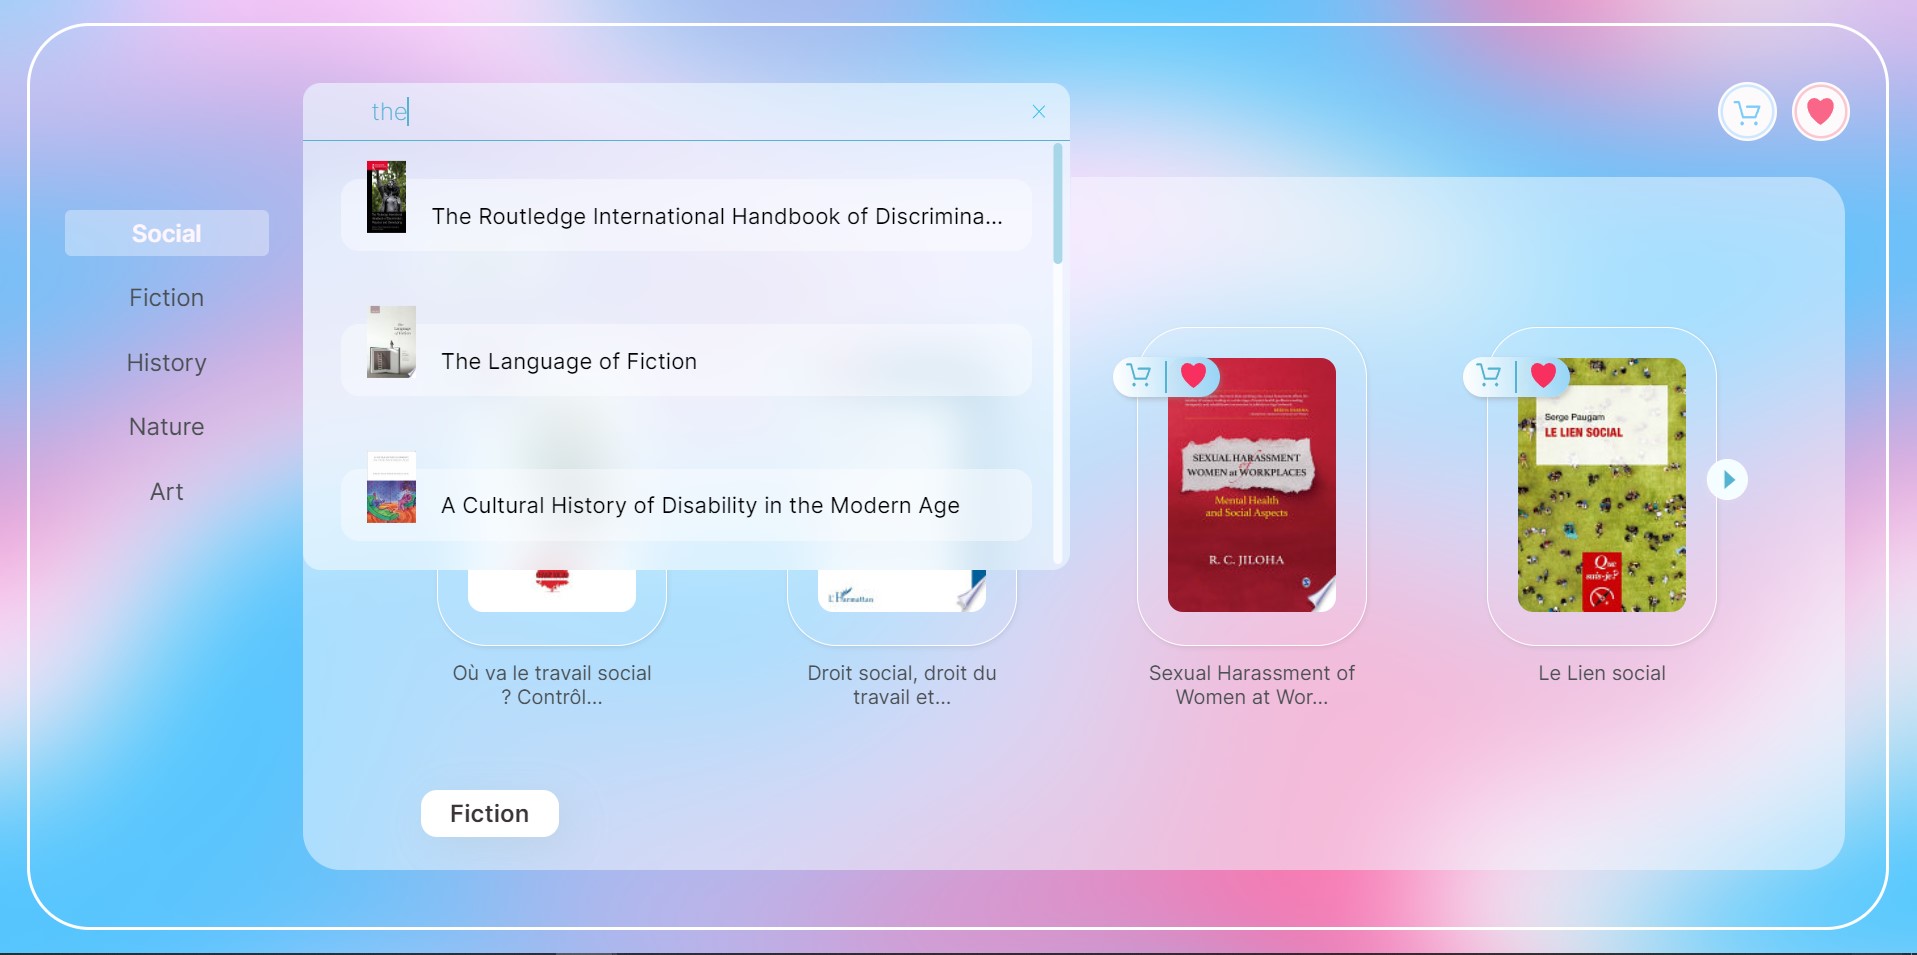 the
The Routledge International Handbook of Discrimina...
The Language of Fiction
A Cultural History of Disability in the Modern Age
Social
Fiction
History
Nature
Art
SEXUAL HARASSMENT
of
WOMEN at WORKPLACES
Mental Health
and Social Aspects
R. C. JILOHA
Serge Paugam
LE LIEN SOCIAL
Que
sais-je?
L'Harmattan
Où va le travail social
? Contrôl...
Droit social, droit du
travail et...
Sexual Harassment of
Women at Wor...
Le Lien social
Fiction